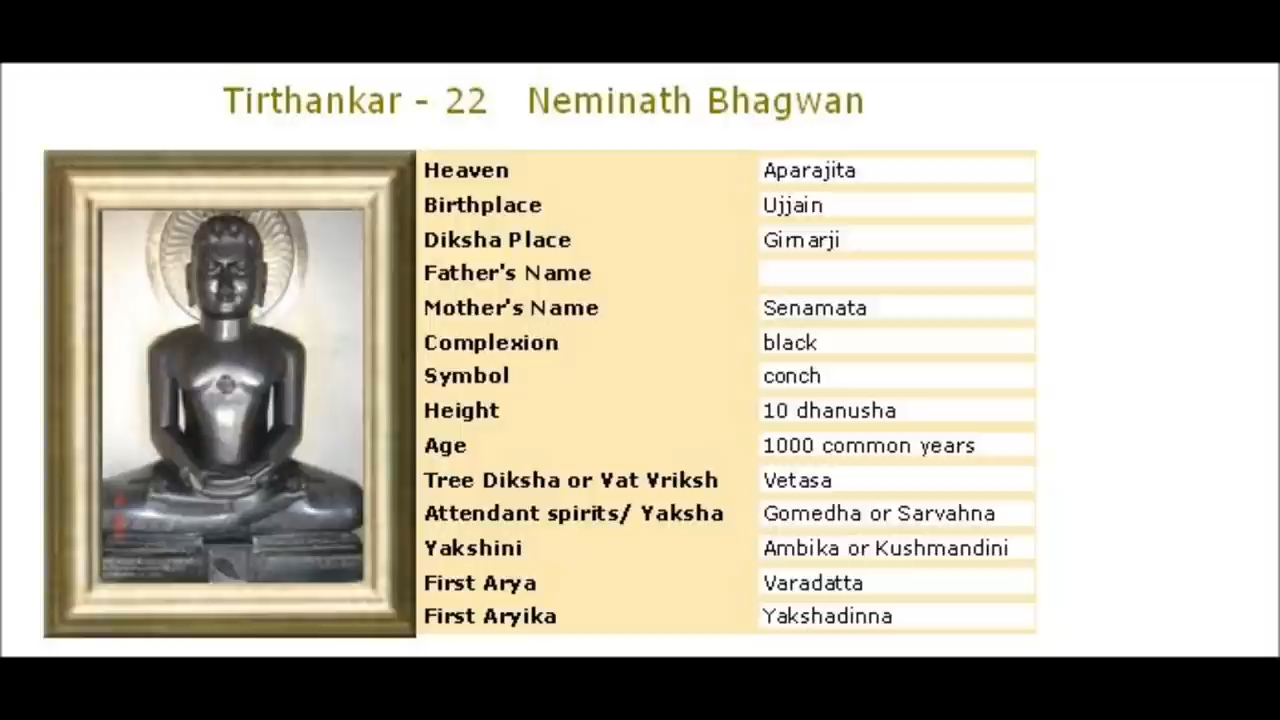 Tirthankar - 22 Neminath Bhagwan
Heaven Aparajita
Birthplace Ujjain
Diksha Place Girnarji
Father's Name
Mother's Name Senamata
Complexion black
Symbol conch
Height 10 dhanusha
Age 1000 common years
Tree Diksha or Vat Vriksh Vetasa
Attendant spirits/ Yaksha Gomedha or Sarvahna
Yakshini Ambika or Kushmandini
First Arya Varadatta
First Aryika Yakshadinna